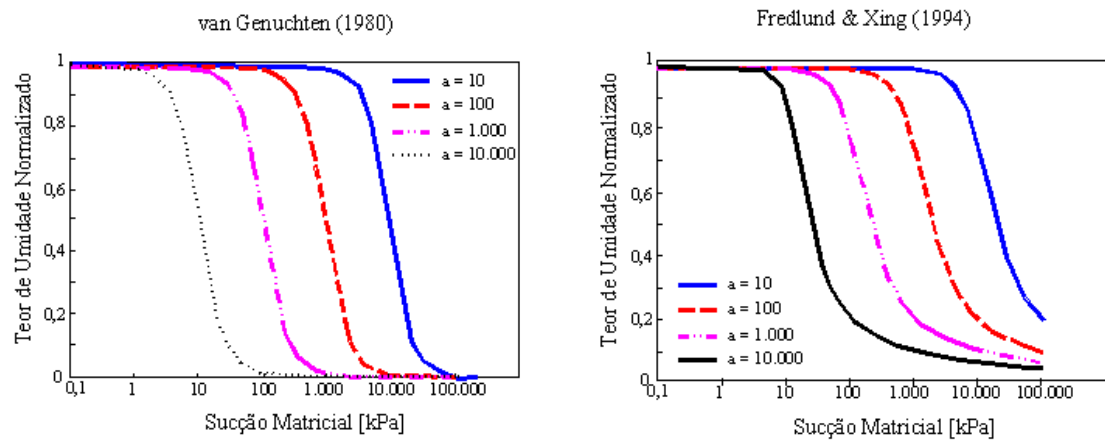 van Genuchten (1980)
1
0,8
0,6
0,4
0,2
0
0,1
1
10
100
1.000
10.000
100.000
Teor de Umidade Normalizado
Sucção Matricial [kPa]
a = 10
a = 100
a = 1.000
a = 10.000
Fredlund & Xing (1994)
1
0,8
0,6
0,4
0,2
0
0,1
1
10
100
1.000
10.000
100.000
Teor de Umidade Normalizado
Sucção Matricial [kPa]
a = 10
a = 100
a = 1.000
a = 10.000